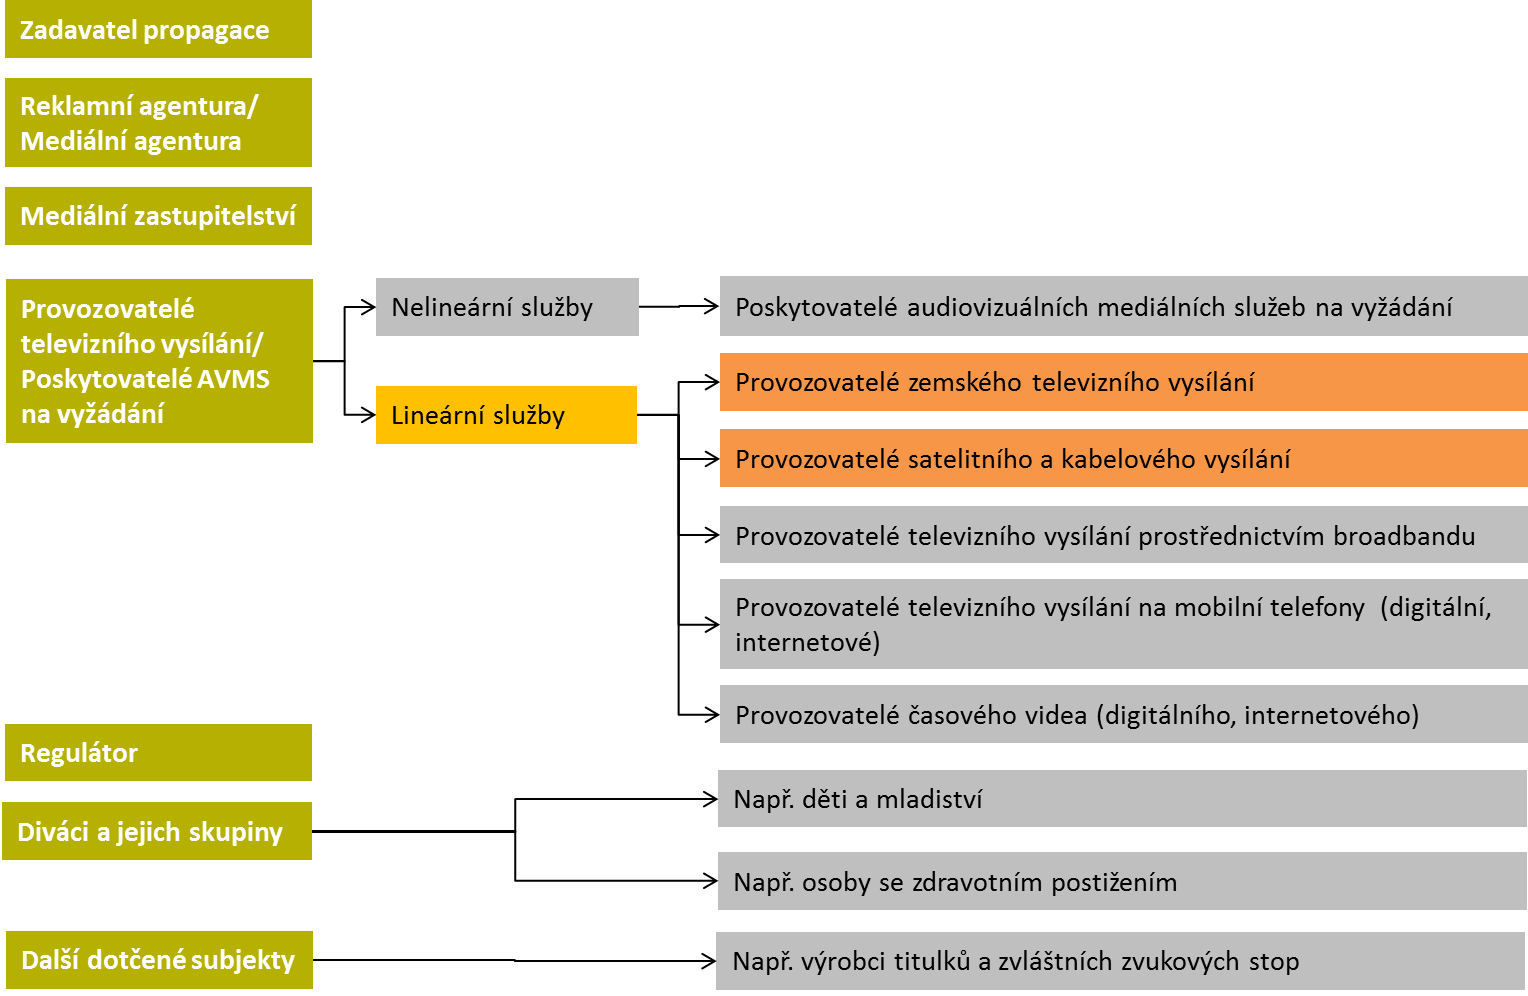 Zadavatel propagace
Reklamní agentura/
Mediální agentura
Mediální zastupitelství
Provozovatelé
televizního vysílání/
Poskytovatelé AVMS
na vyžádání
Nelineární služby
Poskytovatelé audiovizuálních mediálních služeb na vyžádání
Lineární služby
Provozovatelé zemského televizního vysílání
Provozovatelé satelitního a kabelového vysílání
Provozovatelé televizního vysílání prostřednictvím broadbandu
Provozovatelé televizního vysílání na mobilní telefony (digitální,
internetové)
Provozovatelé časového videa (digitálního, internetového)
Regulátor
Diváci a jejich skupiny
Např. děti a mladiství
Např. osoby se zdravotním postižením
Další dotčené subjekty
Např. výrobci titulků a zvláštních zvukových stop